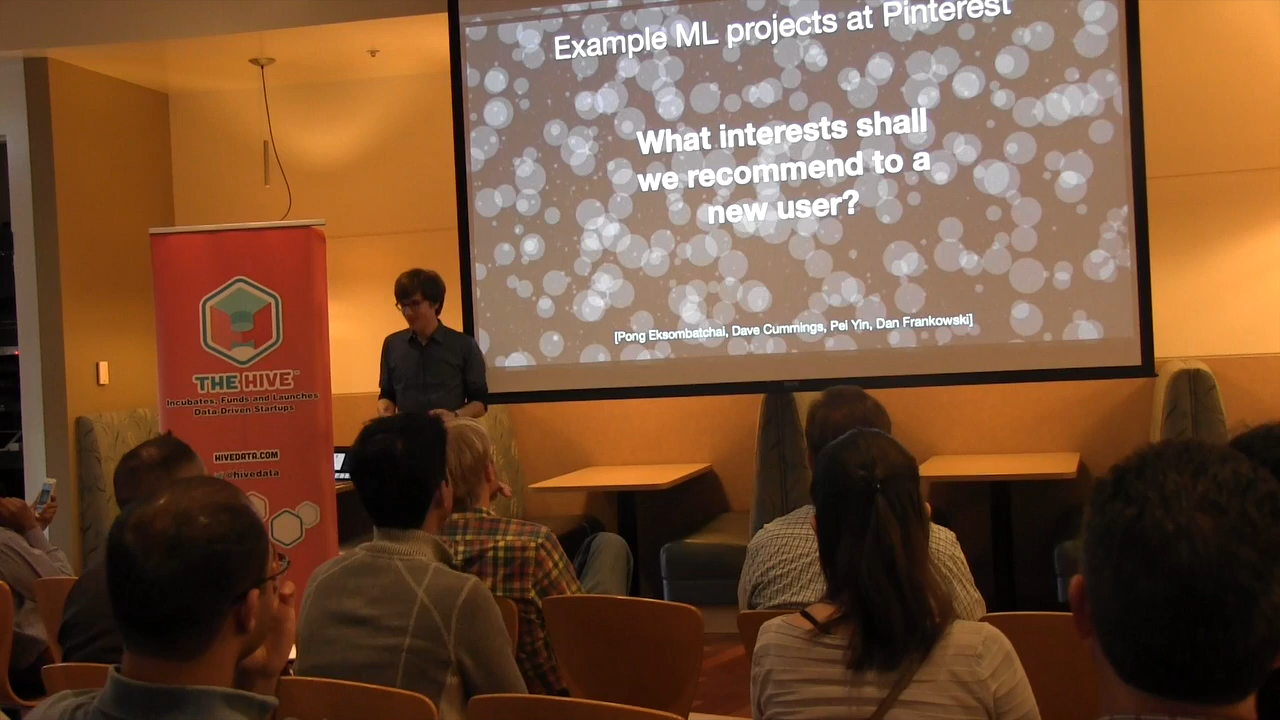 Example ML projects at Pinterest
What interests shall
we recommend to a
new user?
[Pong Eksombatchai, Dave Cummings, Pei Yin, Dan Frankowski]
THE HIVE
Incubates, Funds and Launches
Data-Driven Startups
HIVEDATA.COM
@hivedata